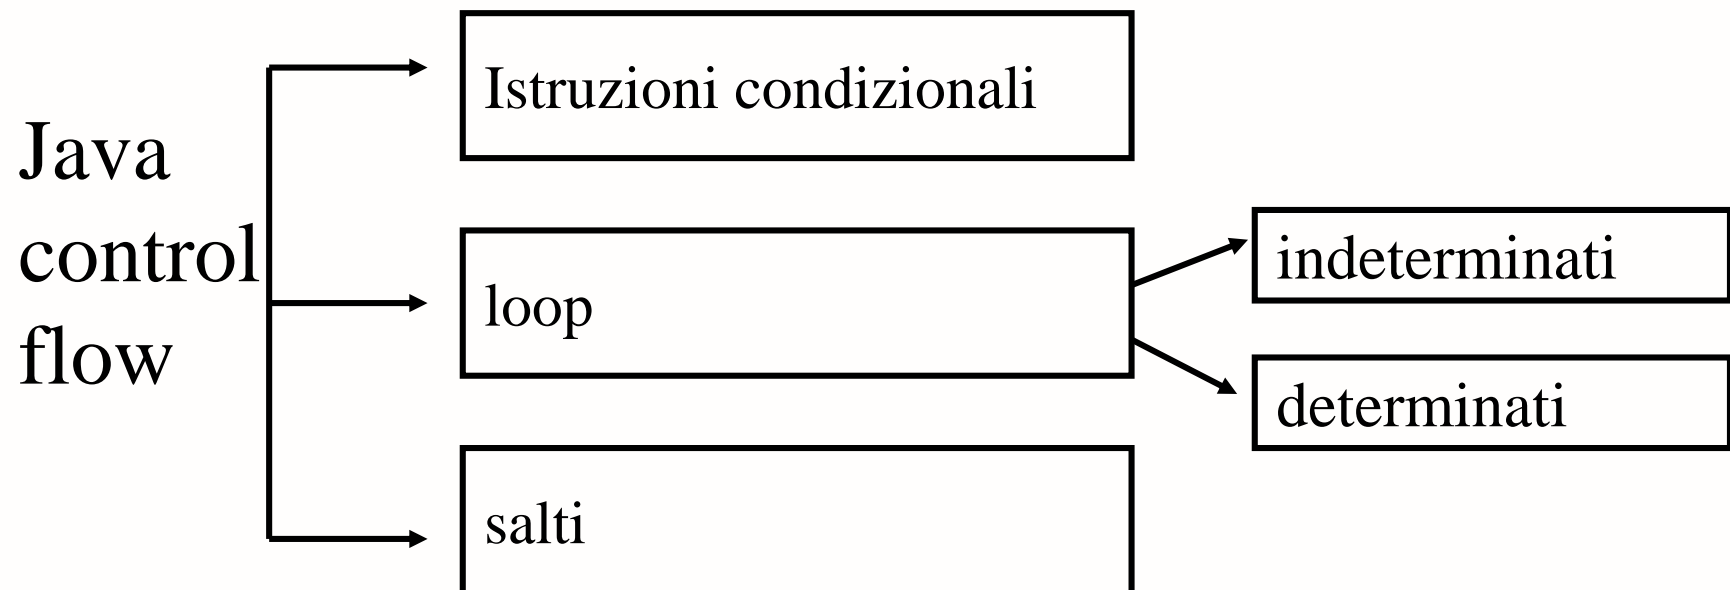 Java
control
flow
Istruzioni condizionali
loop
indeterminati
determinati
salti